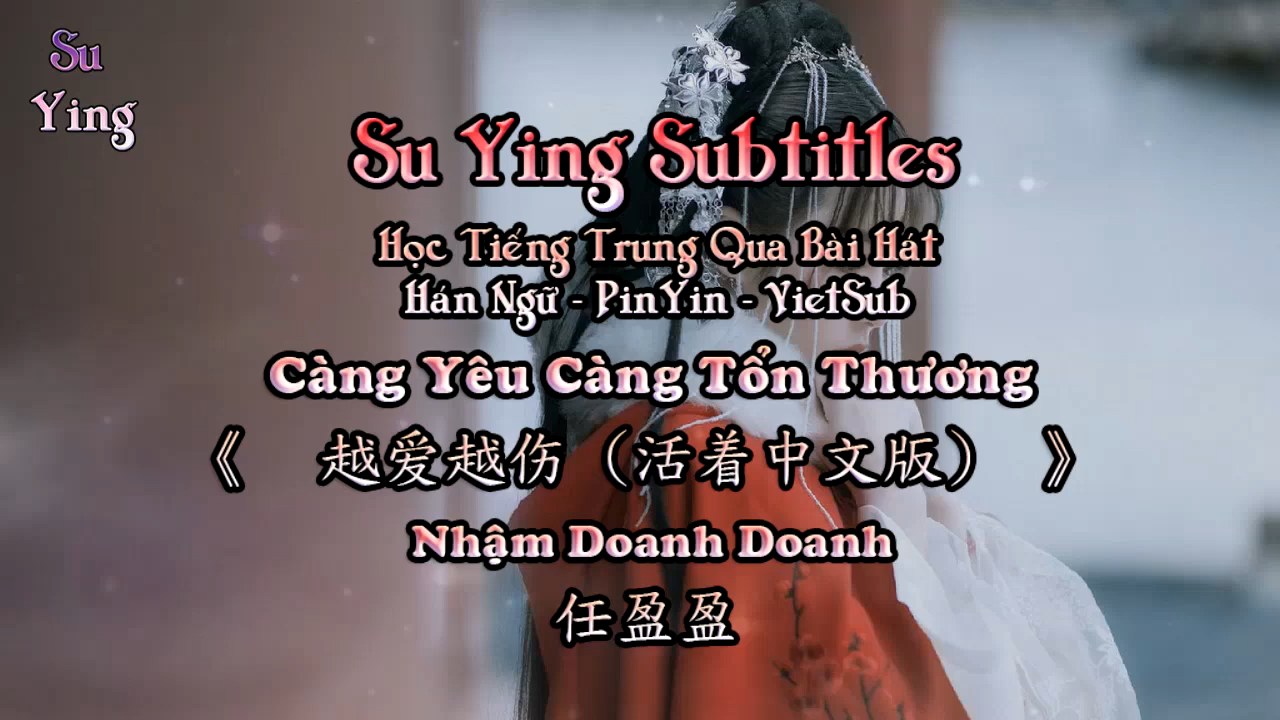 Su
Ying
Su Ying Subtitles
Học Tiếng Trung Qua Bài Hát
Hán Ngữ - PinYin - VietSub
Càng Yêu Càng Tổn Thương
《 越爱越伤（活着中文版） 》
Nhậm Doanh Doanh
任盈盈